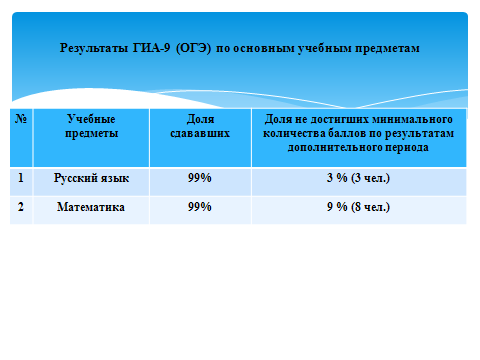 Результаты ГИА-9 (ОГЭ) по основным учебным предметам
№
Учебные
предметы
Доля
сдававших
Доля не достигших минимального
количества баллов по результатам
дополнительного периода
1 Русский язык 99% 3 % (3 чел.)
2 Математика 99% 9 % (8 чел.)